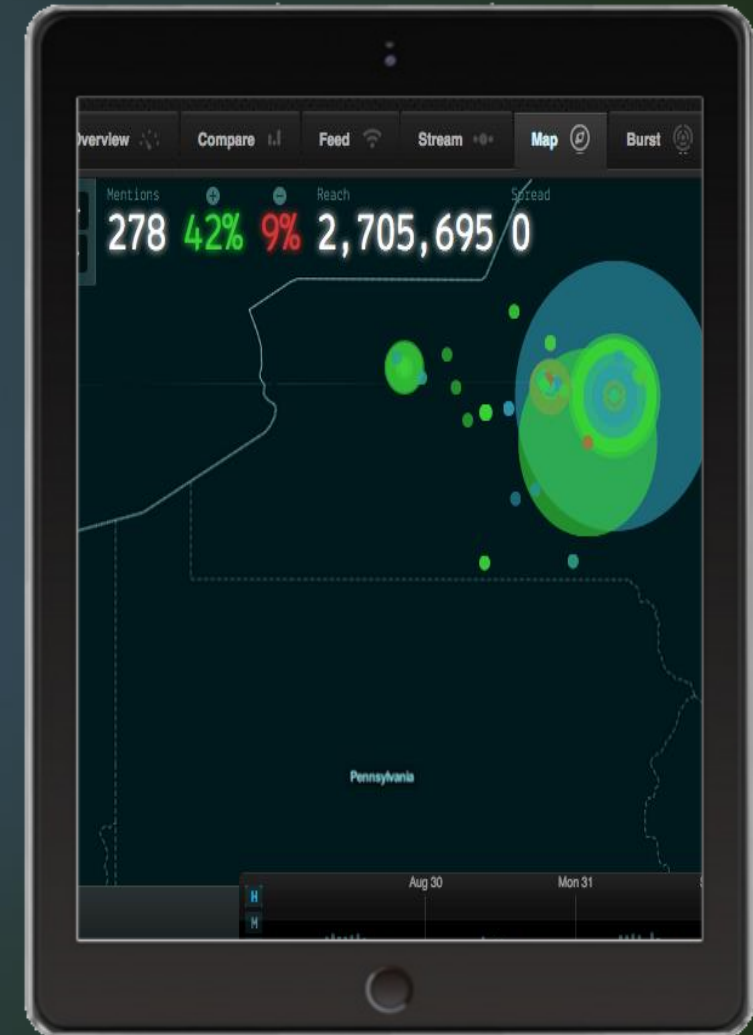 Overview Compare Feed Stream Map Burst
Mentions + − Reach Spread
278 42% 9% 2,705,695 0
Pennsylvania
Aug 30 Mon 31
H
M